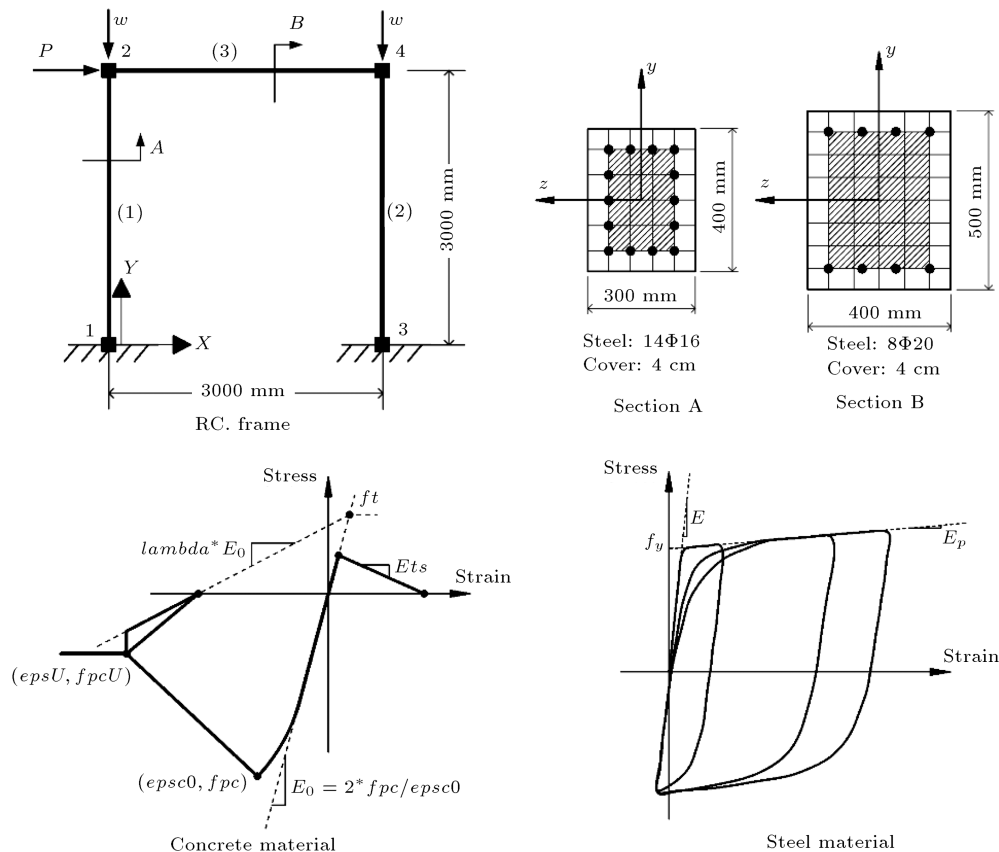 w
P
2
(3)
B
w
4
A
(1)
(2)
3000 mm
Y
1
X
3
3000 mm
RC. frame
y
z
400 mm
300 mm
Steel: 14Φ16
Cover: 4 cm
Section A
y
z
500 mm
400 mm
Steel: 8Φ20
Cover: 4 cm
Section B
Stress
ft
lambda*E0
Ets
Strain
(epsU, fpcU)
(epsc0, fpc)
E0 = 2*fpc/epsc0
Concrete material
Stress
E
fy
Ep
Strain
Steel material